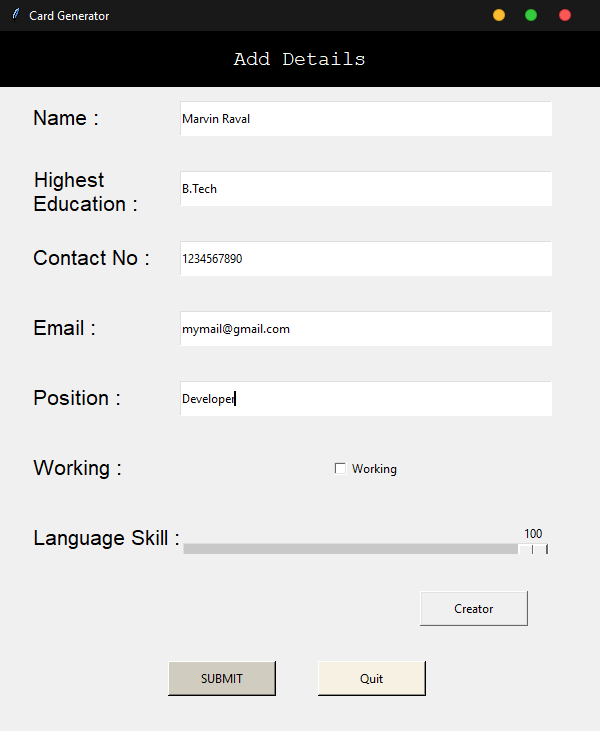 Card Generator
Add Details
Name : Marvin Raval
Highest
Education : B.Tech
Contact No : 1234567890
Email : mymail@gmail.com
Position : Developer
Working : Working
100
Language Skill :
Creator
SUBMIT Quit